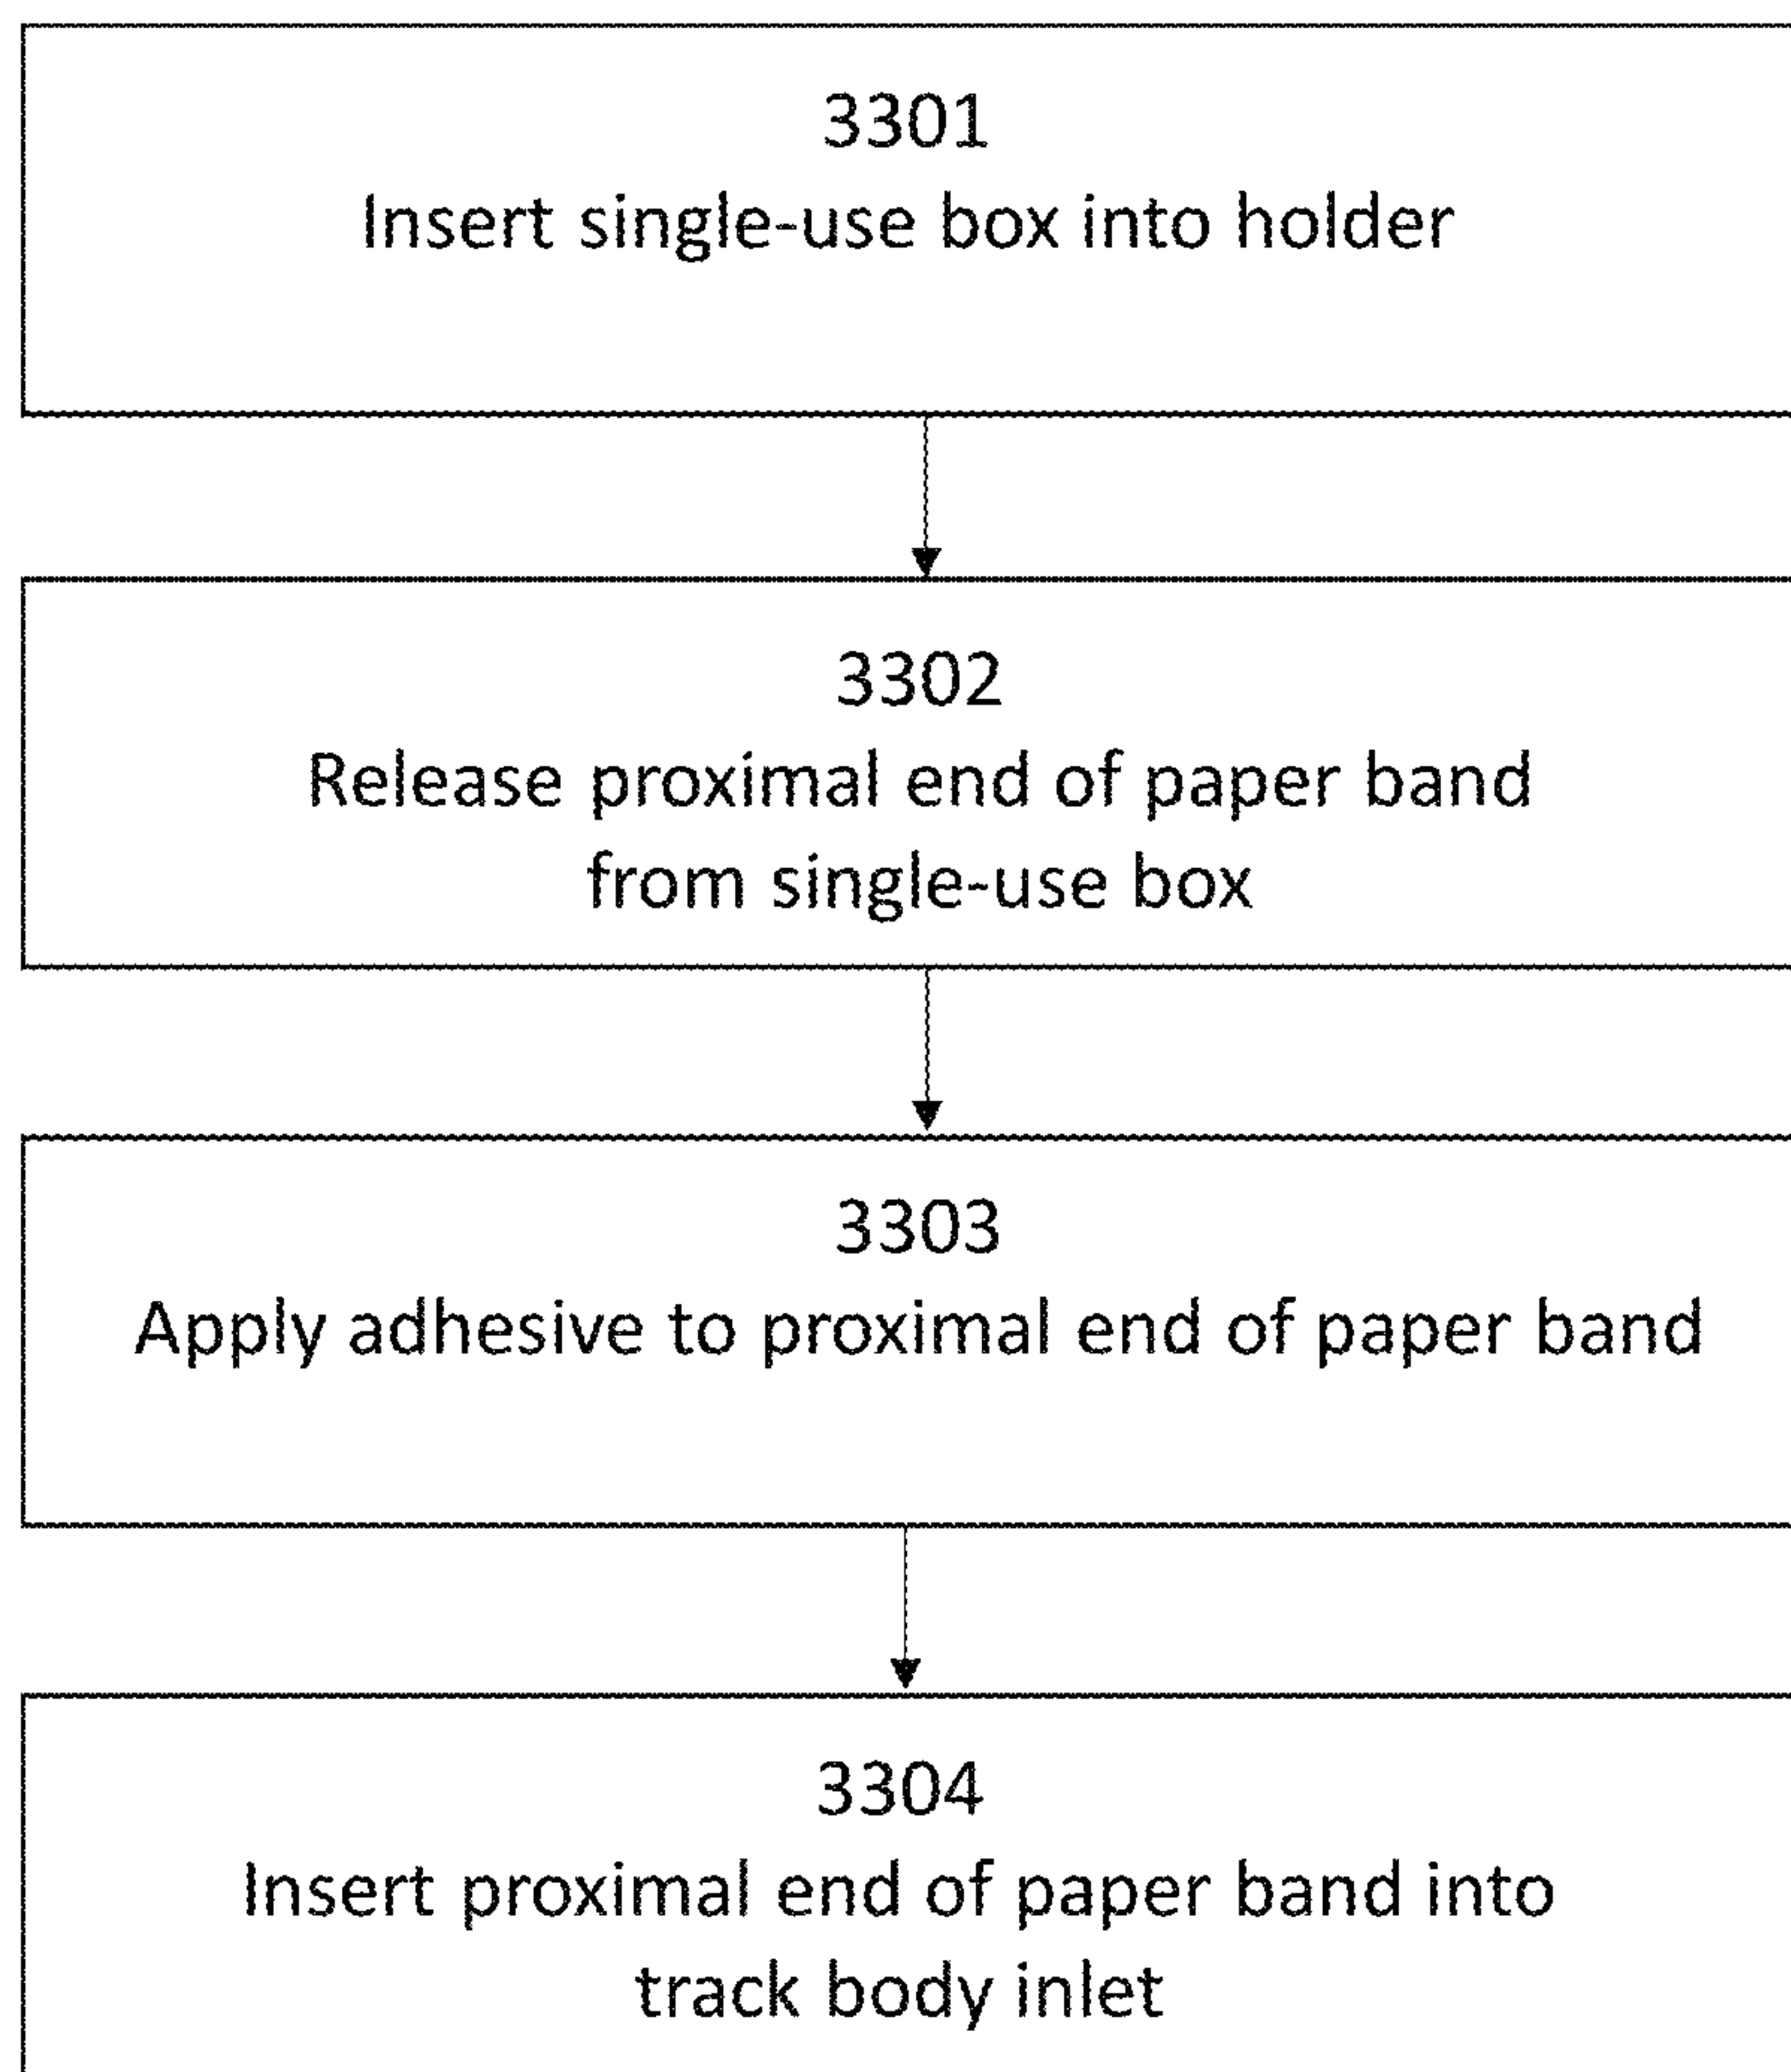 3301
Insert single-use box into holder
3302
Release proximal end of paper band
from single-use box
3303
Apply adhesive to proximal end of paper band
3304
Insert proximal end of paper band into
track body inlet